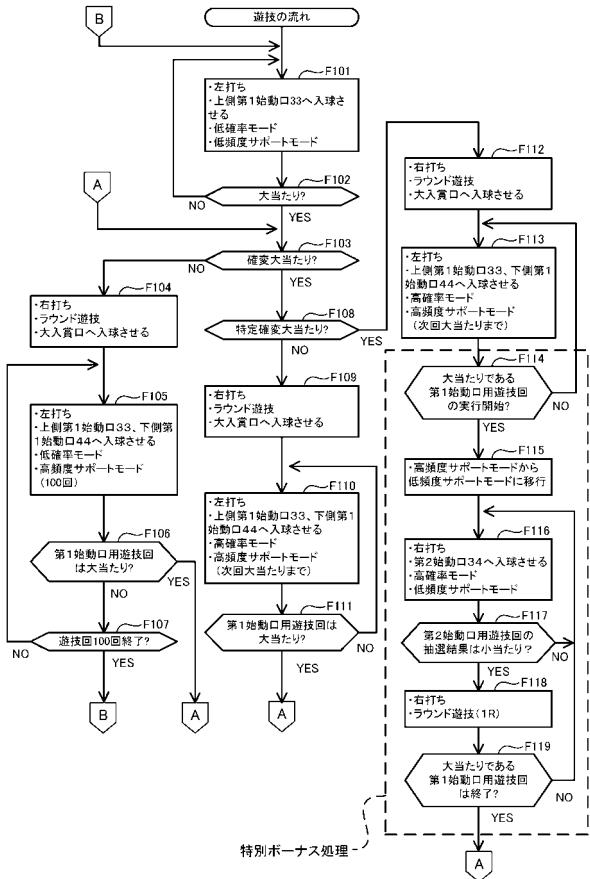 遊技の流れ
B
F101
・左打ち
・上側第1始動口33へ入球さ
せる
・低確率モード
・低頻度サポートモード
F102
大当たり?
NO
YES
A
F103
確変大当たり?
NO
YES
F104
・右打ち
・ラウンド遊技
・大入賞口へ入球させる
F105
・左打ち
・上側第1始動口33、下側第
1始動口44へ入球させる
・低確率モード
・高頻度サポートモード
(100回)
F106
第1始動口用遊技回
は大当たり?
YES
NO
F107
遊技回100回終了?
NO
YES
B
A
F108
特定確変大当たり?
YES
NO
F109
・右打ち
・ラウンド遊技
・大入賞口へ入球させる
F110
・左打ち
・上側第1始動口33、下側第1
始動口44へ入球させる
・高確率モード
・高頻度サポートモード
(次回大当たりまで)
F111
第1始動口用遊技回は
大当たり?
NO
YES
A
F112
・右打ち
・ラウンド遊技
・大入賞口へ入球させる
F113
・左打ち
・上側第1始動口33、下側第1
始動口44へ入球させる
・高確率モード
・高頻度サポートモード
(次回大当たりまで)
F114
大当たりである
第1始動口用遊技回
の実行開始?
NO
YES
F115
・高頻度サポートモードから
低頻度サポートモードに移行
F116
・第2始動口34へ入球させる
・高確率モード
・低頻度サポートモード
F117
第2始動口用遊技回の
抽選結果は小当たり?
NO
YES
F118
・右打ち
・ラウンド遊技(1R)
F119
大当たりである
第1始動口用遊技回
は終了?
NO
YES
特別ボーナス処理
A